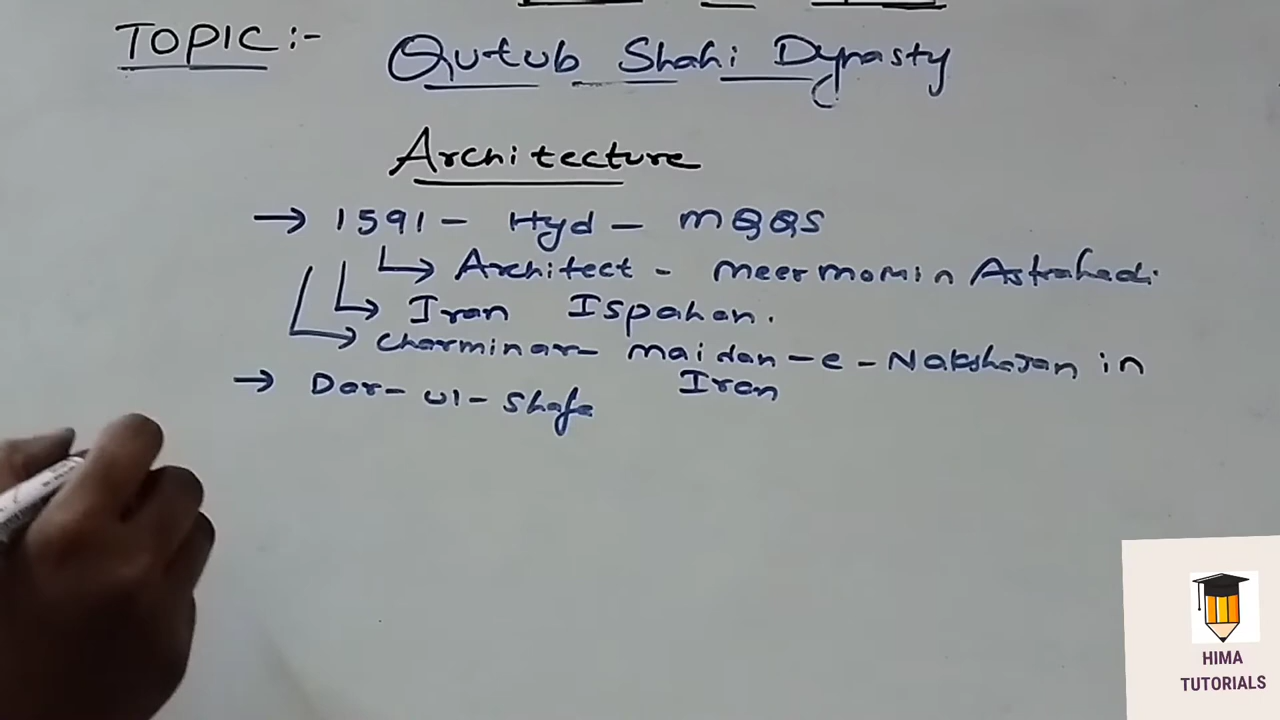 TOPIC:- Qutub Shahi Dynasty
Architecture
→ 1591 - Hyd - MQQS
→ Architect - meer momin Astrabadi
→ Iran Ispahan.
→ charminar - maidan-e-Naksharan in Iran
→ Dar-ul-Shafa
HIMA
TUTORIALS